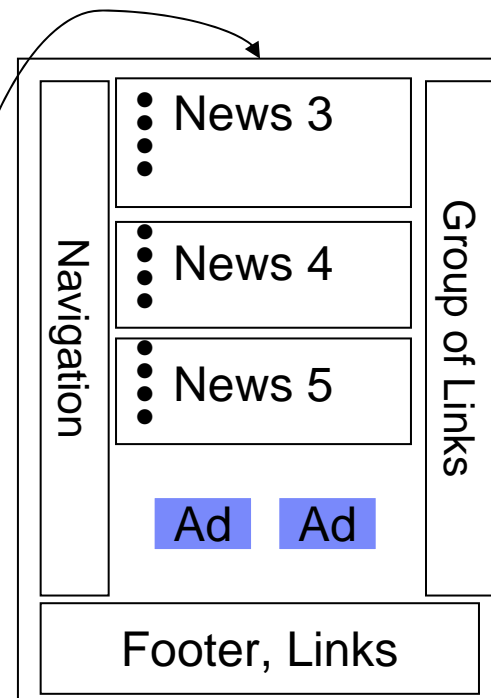 Navigation
News 3
News 4
News 5
Ad Ad
Group of Links
Footer, Links